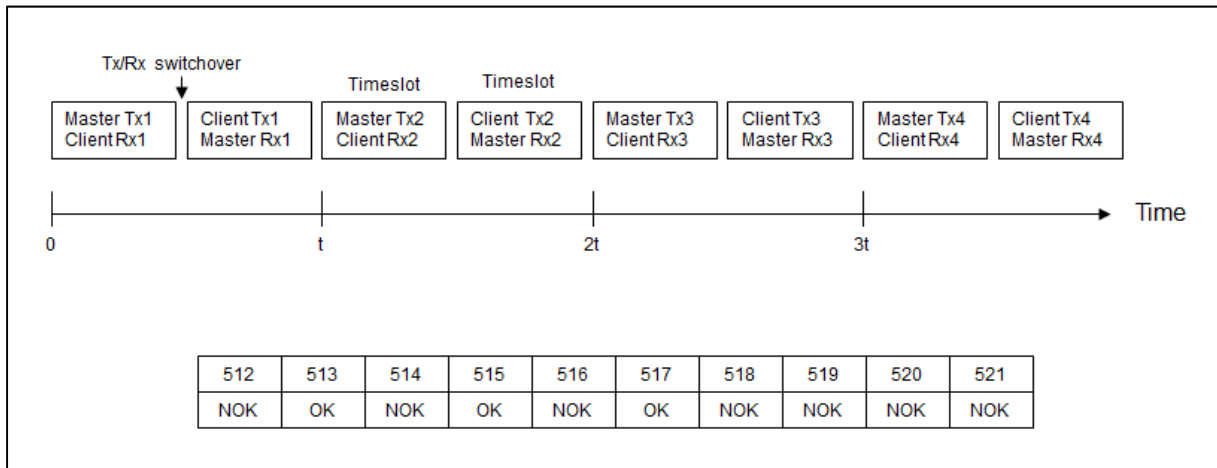 Tx/Rx switchover
Timeslot
Timeslot
Master Tx1
Client Rx1
Client Tx1
Master Rx1
Master Tx2
Client Rx2
Client Tx2
Master Rx2
Master Tx3
Client Rx3
Client Tx3
Master Rx3
Master Tx4
Client Rx4
Client Tx4
Master Rx4
Time
0 t 2t 3t
512 513 514 515 516 517 518 519 520 521
NOK OK NOK OK NOK OK NOK NOK NOK NOK